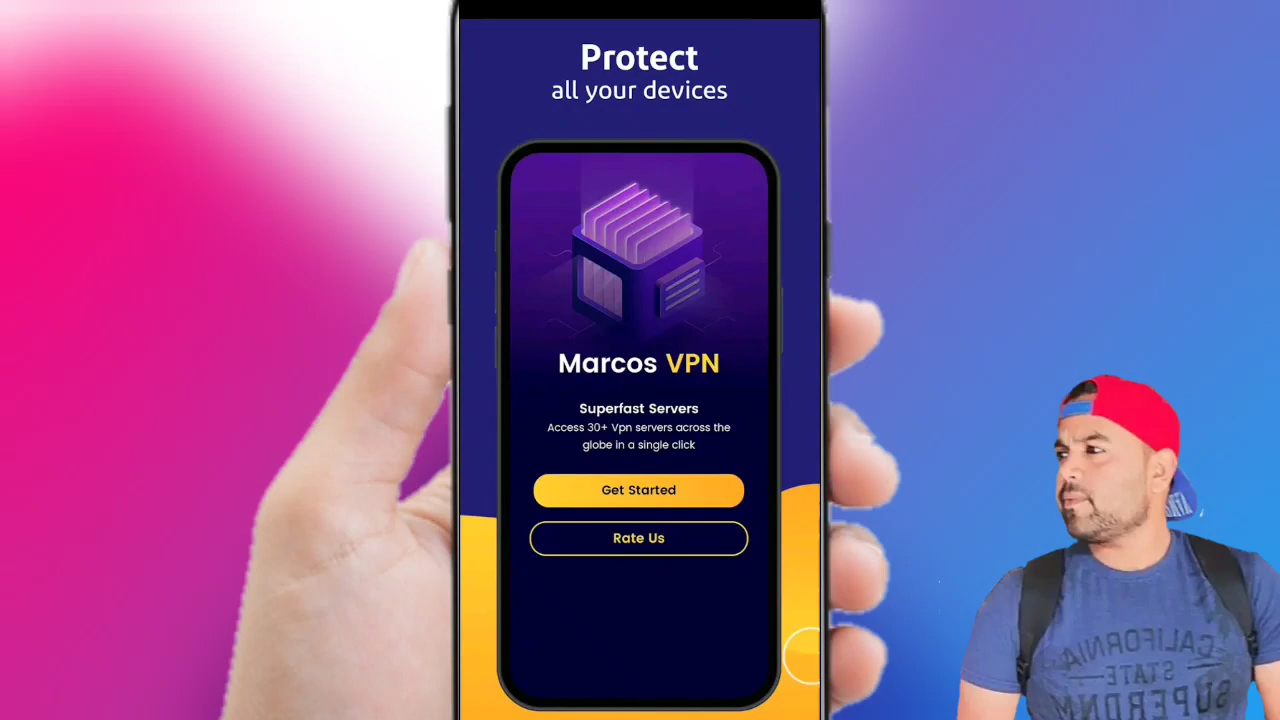 Protect
all your devices
Marcos VPN
Superfast Servers
Access 30+ Vpn servers across the
globe in a single click
Get Started
Rate Us
CALIFORNIA
STATE